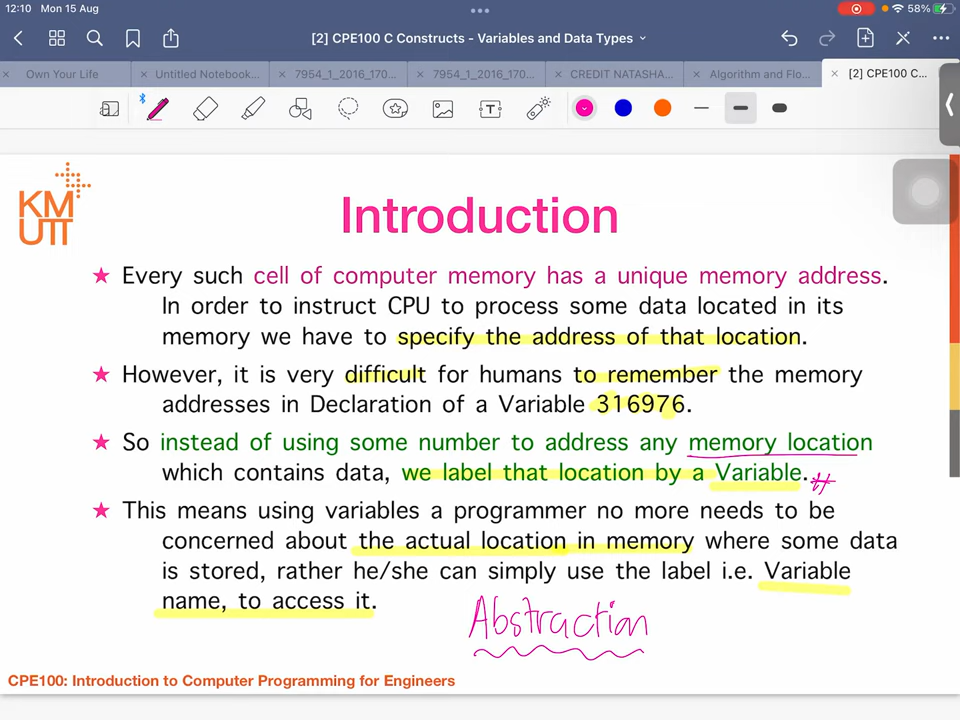 12:10 Mon 15 Aug
58%
[2] CPE100 C Constructs - Variables and Data Types
Own Your Life
Untitled Notebook...
7954_1_2016_170...
7954_1_2016_170...
CREDIT NATASHA...
Algorithm and Flo...
[2] CPE100 C...
KM
UTT
Introduction
★ Every such cell of computer memory has a unique memory address.
In order to instruct CPU to process some data located in its
memory we have to specify the address of that location.
★ However, it is very difficult for humans to remember the memory
addresses in Declaration of a Variable 316976.
★ So instead of using some number to address any memory location
which contains data, we label that location by a Variable.
★ This means using variables a programmer no more needs to be
concerned about the actual location in memory where some data
is stored, rather he/she can simply use the label i.e. Variable
name, to access it.
Abstraction
CPE100: Introduction to Computer Programming for Engineers